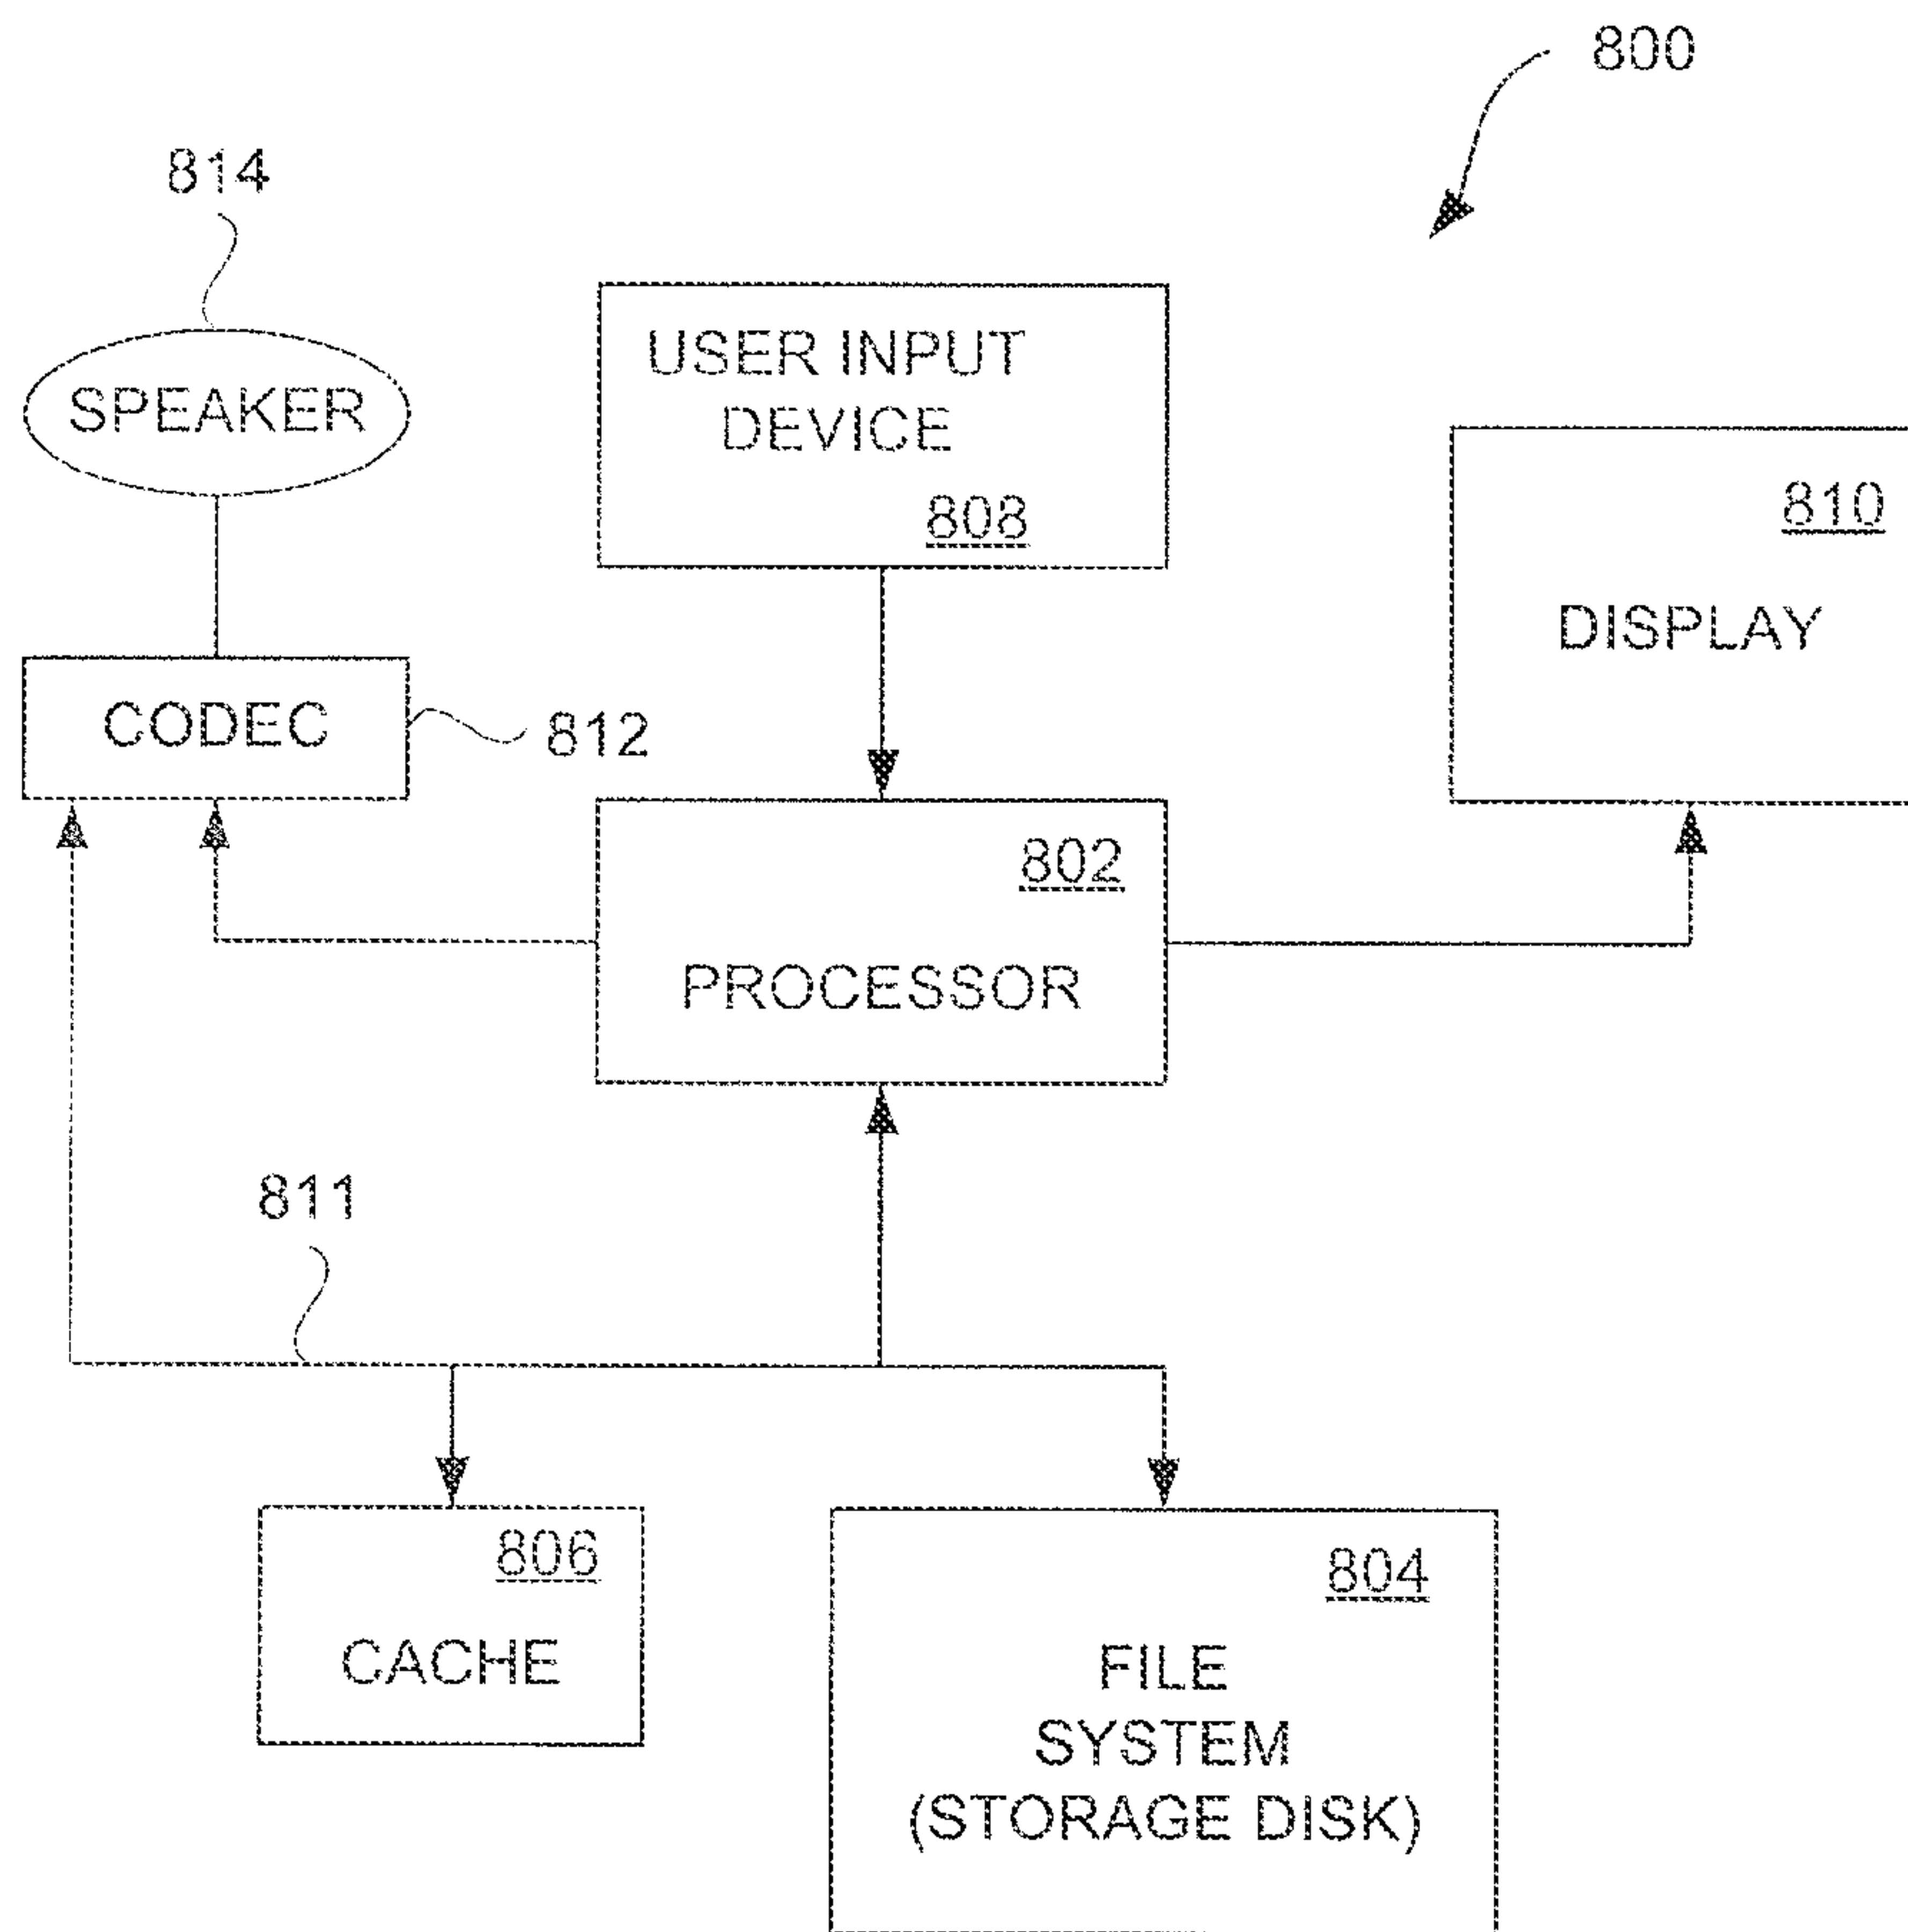 800
814
SPEAKER
USER INPUT
DEVICE
808
810
DISPLAY
CODEC
812
802
PROCESSOR
811
806
CACHE
804
FILE
SYSTEM
(STORAGE DISK)